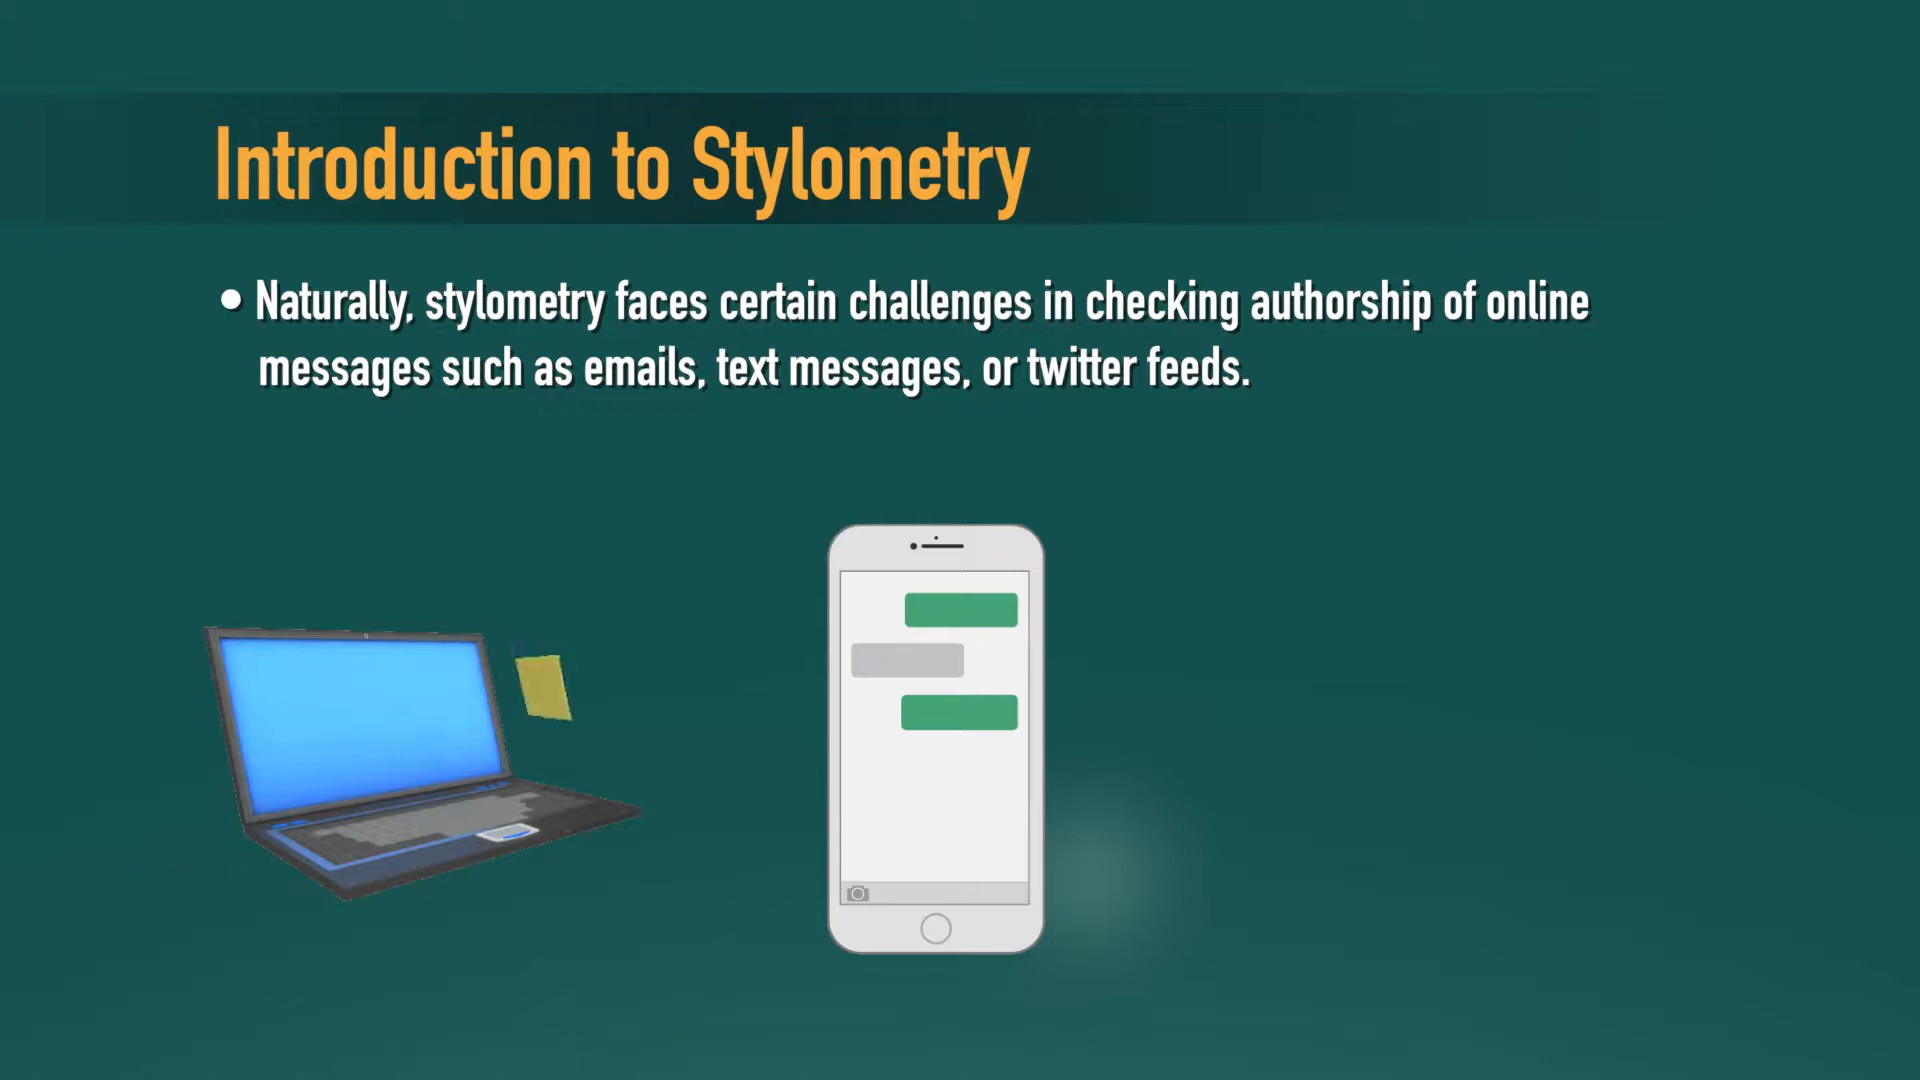 Introduction to Stylometry
• Naturally, stylometry faces certain challenges in checking authorship of online
messages such as emails, text messages, or twitter feeds.